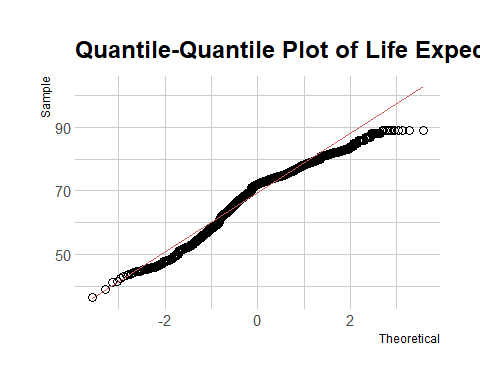 Quantile-Quantile Plot of Life Expec
Sample
90
70
50
-2 0 2
Theoretical